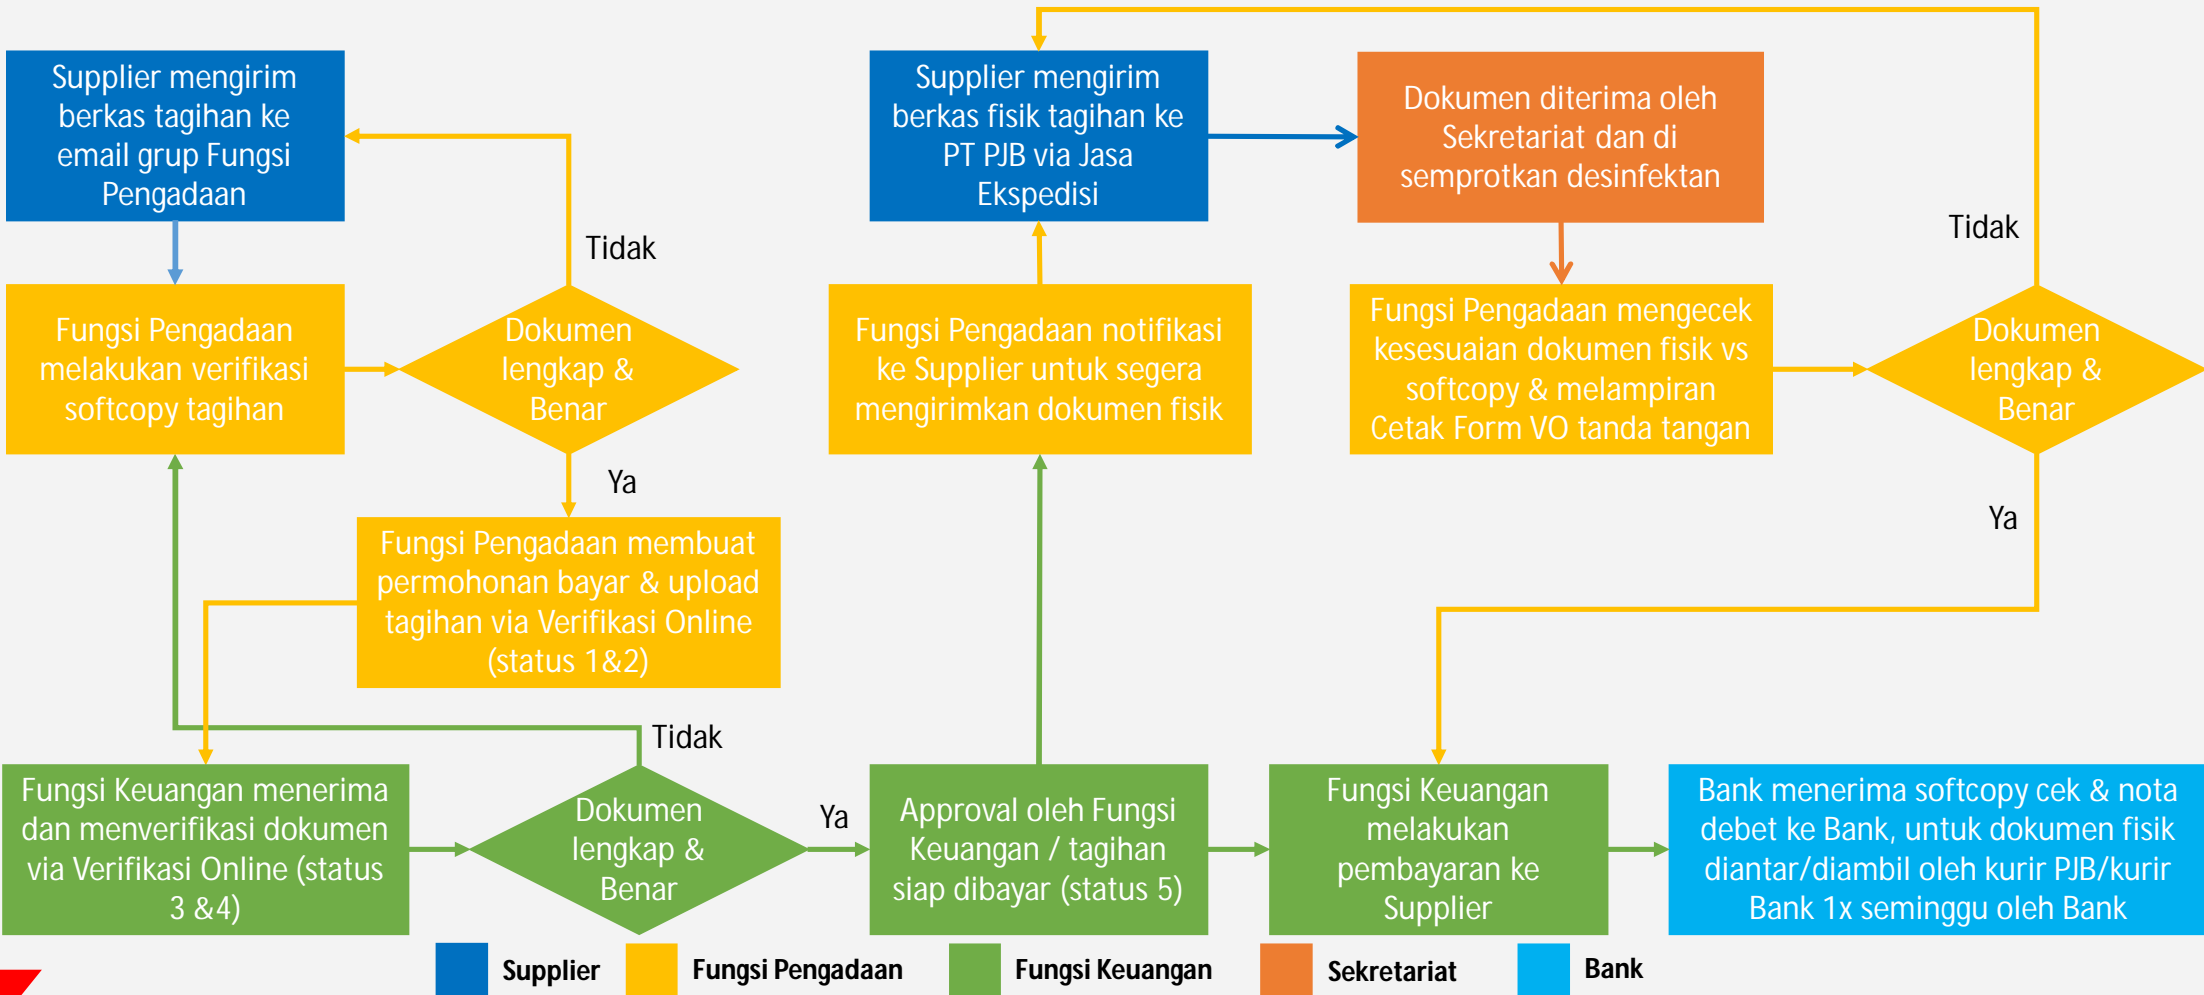 Supplier mengirim
berkas tagihan ke
email grup Fungsi
Pengadaan
Supplier mengirim
berkas fisik tagihan ke
PT PJB via Jasa
Ekspedisi
Dokumen diterima oleh
Sekretariat dan di
semprotkan desinfektan
Tidak
Tidak
Fungsi Pengadaan
melakukan verifikasi
softcopy tagihan
Dokumen
lengkap &
Benar
Fungsi Pengadaan notifikasi
ke Supplier untuk segera
mengirimkan dokumen fisik
Fungsi Pengadaan mengecek
kesesuaian dokumen fisik vs
softcopy & melampiran
Cetak Form VO tanda tangan
Dokumen
lengkap &
Benar
Ya
Ya
Fungsi Pengadaan membuat
permohonan bayar & upload
tagihan via Verifikasi Online
(status 1&2)
Tidak
Fungsi Keuangan menerima
dan menverifikasi dokumen
via Verifikasi Online (status
3 &4)
Dokumen
lengkap &
Benar
Ya
Approval oleh Fungsi
Keuangan / tagihan
siap dibayar (status 5)
Fungsi Keuangan
melakukan
pembayaran ke
Supplier
Bank menerima softcopy cek & nota
debet ke Bank, untuk dokumen fisik
diantar/diambil oleh kurir PJB/kurir
Bank 1x seminggu oleh Bank
Supplier
Fungsi Pengadaan
Fungsi Keuangan
Sekretariat
Bank